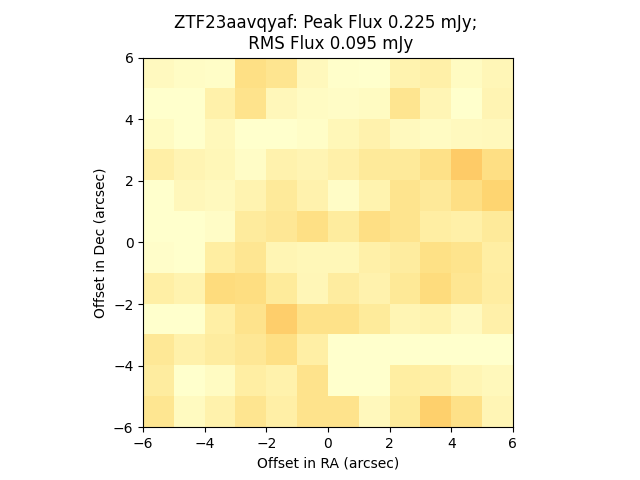 ZTF23aavqyaf: Peak Flux 0.225 mJy;
RMS Flux 0.095 mJy
6
4
2
0
−2
−4
−6
Offset in Dec (arcsec)
−6 −4 −2 0 2 4 6
Offset in RA (arcsec)